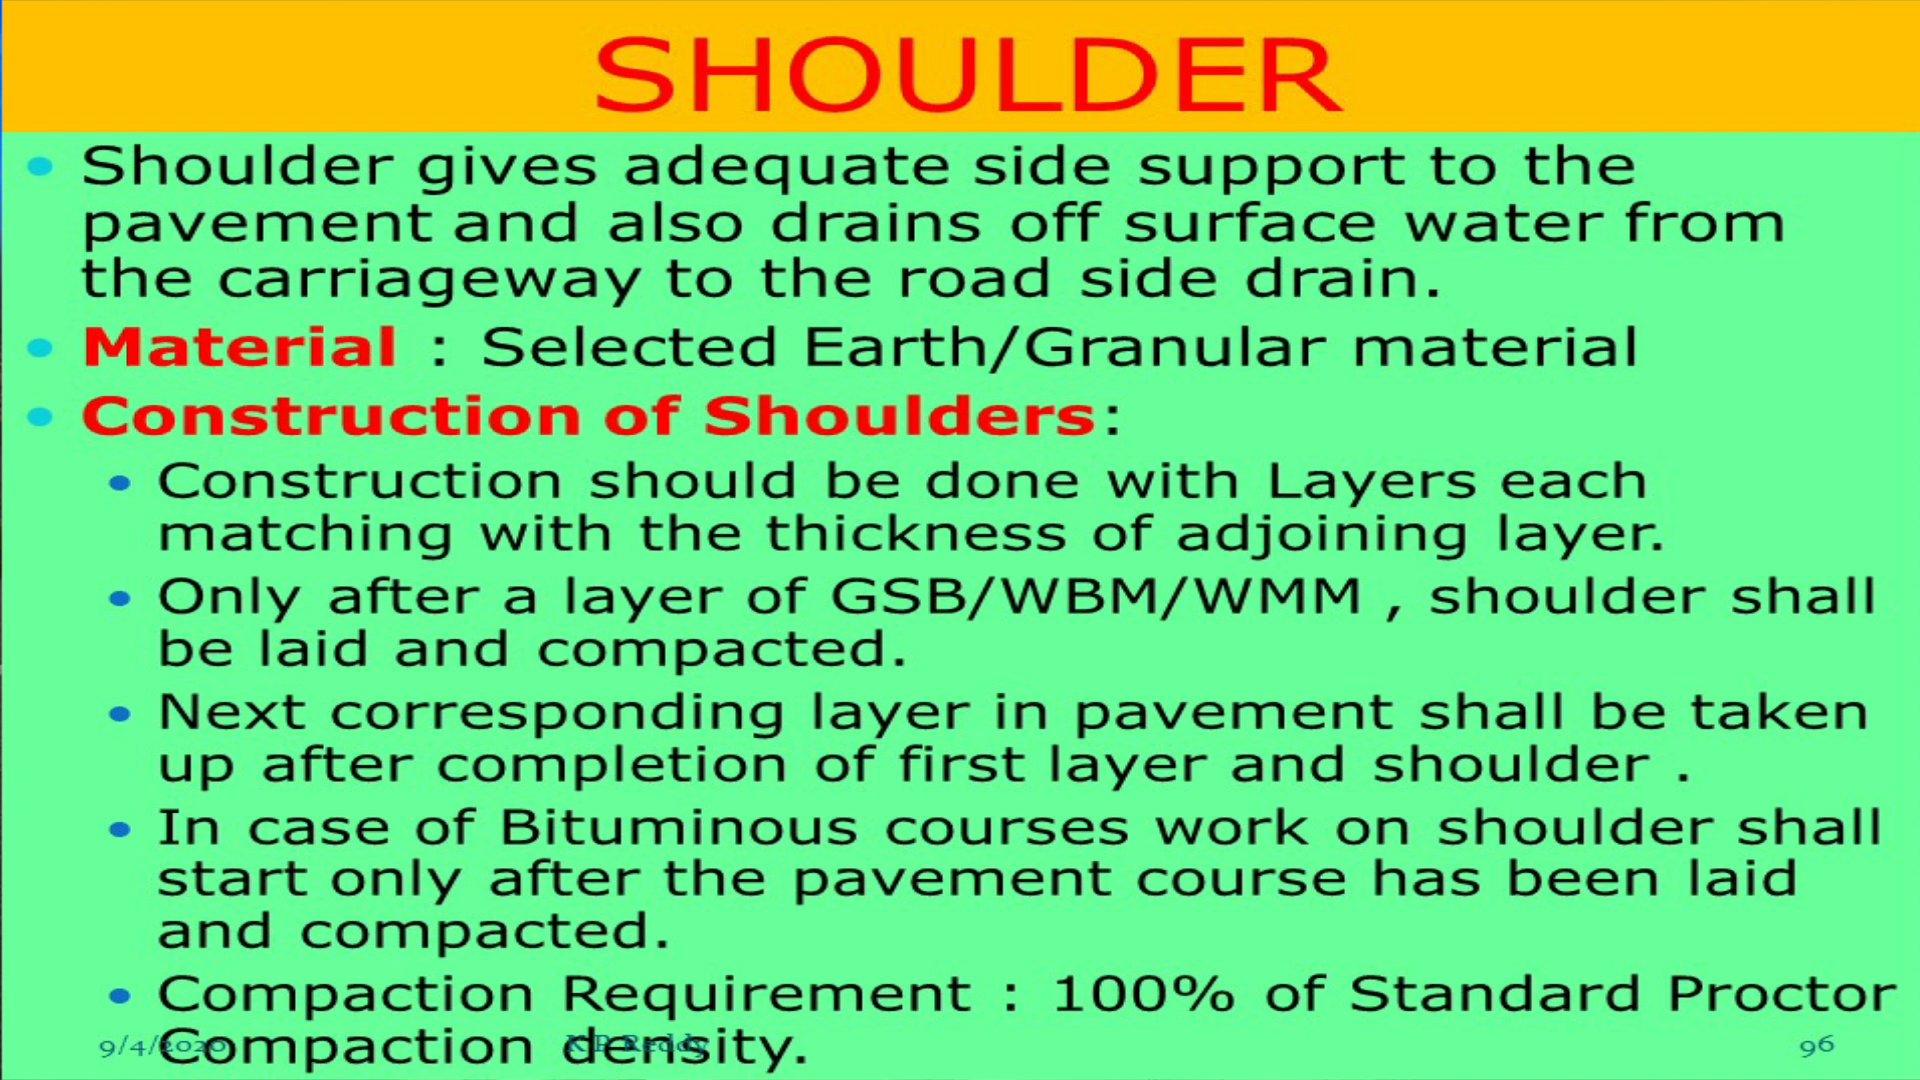 SHOULDER
Shoulder gives adequate side support to the
pavement and also drains off surface water from
the carriageway to the road side drain.
Material : Selected Earth/Granular material
Construction of Shoulders:
Construction should be done with Layers each
matching with the thickness of adjoining layer.
Only after a layer of GSB/WBM/WMM , shoulder shall
be laid and compacted.
Next corresponding layer in pavement shall be taken
up after completion of first layer and shoulder .
In case of Bituminous courses work on shoulder shall
start only after the pavement course has been laid
and compacted.
Compaction Requirement : 100% of Standard Proctor
Compaction density.
9/4/2020 K P Reddy 96